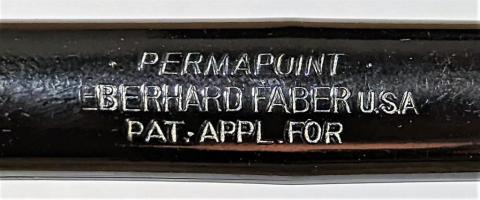 PERMAPOINT
EBERHARD FABER U.S.A
PAT. APPL. FOR